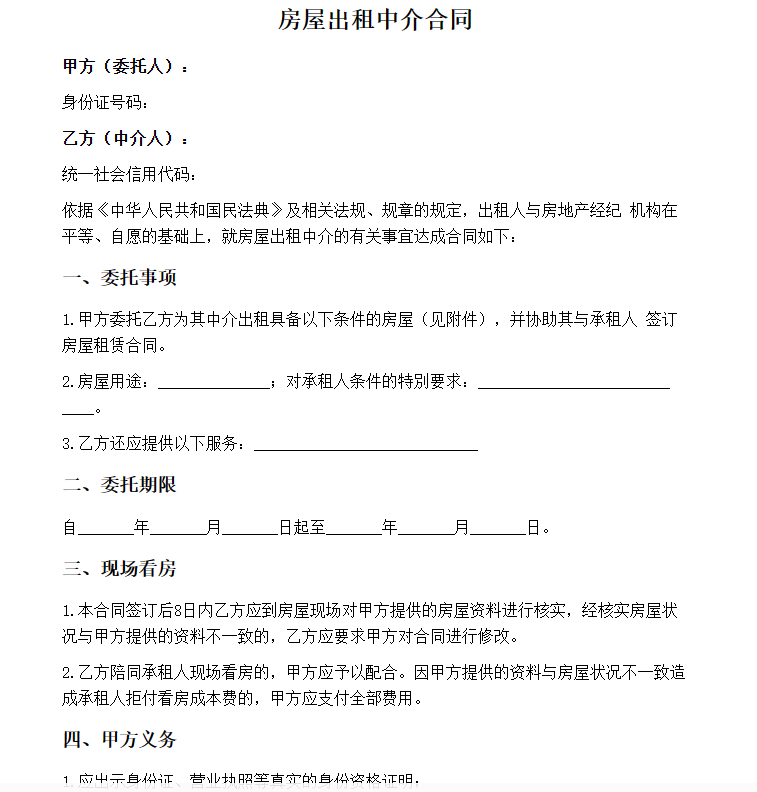 房屋出租中介合同
甲方（委托人）：
身份证号码：
乙方（中介人）：
统一社会信用代码：
依据《中华人民共和国民法典》及相关法规、规章的规定，出租人与房地产经纪 机构在
平等、自愿的基础上，就房屋出租中介的有关事宜达成合同如下：
一、委托事项
1.甲方委托乙方为其中介出租具备以下条件的房屋（见附件），并协助其与承租人 签订
房屋租赁合同。
2.房屋用途：______________；对承租人条件的特別要求：________________________
____。
3.乙方还应提供以下服务：____________________________
二、委托期限
自_______年_______月_______日起至_______年_______月_______日。
三、现场看房
1.本合同签订后8日内乙方应到房屋现场对甲方提供的房屋资料进行核实，经核实房屋状
况与甲方提供的资料不一致的，乙方应要求甲方对合同进行修改。
2.乙方陪同承租人现场看房的，甲方应予以配合。因甲方提供的资料与房屋状况不一致造
成承租人拒付看房成本费的，甲方应支付全部费用。
四、甲方义务
1.应出示身份证、营业执照等真实的身份资格证明；